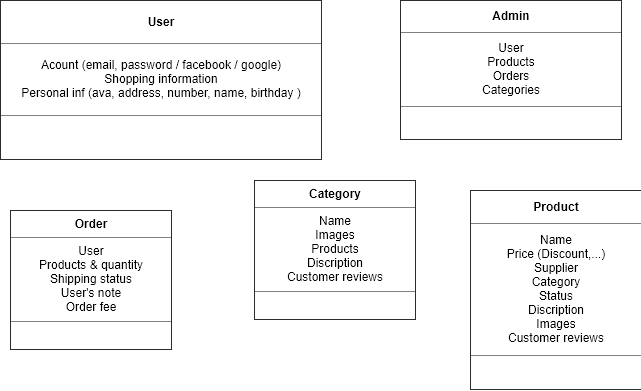 User
Acount (email, password / facebook / google)
Shopping information
Personal inf (ava, address, number, name, birthday )
Admin
User
Products
Orders
Categories
Order
User
Products & quantity
Shipping status
User's note
Order fee
Category
Name
Images
Products
Discription
Customer reviews
Product
Name
Price (Discount,...)
Supplier
Category
Status
Discription
Images
Customer reviews